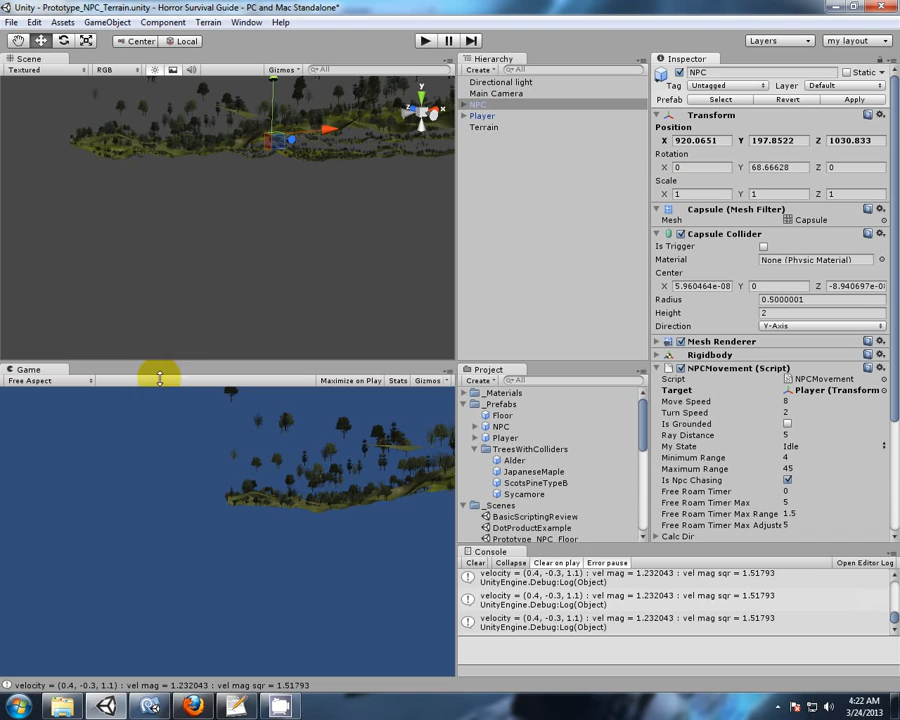 Unity - Prototype_NPC_Terrain.unity - Horror Survival Guide - PC and Mac Standalone*
File Edit Assets GameObject Component Terrain Window Help
Center Local Layers my layout
Scene
Textured RGB Gizmos All
Hierarchy
Create All
Directional light
Main Camera
NPC
Player
Terrain
Inspector
NPC Static
Tag Untagged Layer Default
Prefab Select Revert Apply
Transform
Position
X 920.0651 Y 197.8522 Z 1030.833
Rotation
X 0 Y 68.66628 Z 0
Scale
X 1 Y 1 Z 1
Capsule (Mesh Filter)
Mesh Capsule
Capsule Collider
Is Trigger
Material None (Physic Material)
Center
X 5.960464e-08 Y 0 Z -8.940697e-0
Radius 0.5000001
Height 2
Direction Y-Axis
Mesh Renderer
Rigidbody
NPCMovement (Script)
Script NPCMovement
Target Player (Transform
Move Speed 8
Turn Speed 2
Is Grounded
Ray Distance 5
My State Idle
Minimum Range 4
Maximum Range 45
Is Npc Chasing
Free Roam Timer 0
Free Roam Timer Max 5
Free Roam Timer Max Range 1.5
Free Roam Timer Max Adjuste 5
Calc Dir
Game
Free Aspect Maximize on Play Stats Gizmos
Project
Create All
_Materials
_Prefabs
Floor
NPC
Player
TreesWithColliders
Alder
JapaneseMaple
ScotsPineTypeB
Sycamore
_Scenes
BasicScriptingReview
DotProductExample
Prototype_NPC_Floor
Console
Clear Collapse Clear on play Error pause Open Editor Log
velocity = (0.4, -0.3, 1.1) : vel mag = 1.232043 : vel mag sqr = 1.51793
UnityEngine.Debug:Log(Object)
velocity = (0.4, -0.3, 1.1) : vel mag = 1.232043 : vel mag sqr = 1.51793
UnityEngine.Debug:Log(Object)
velocity = (0.4, -0.3, 1.1) : vel mag = 1.232043 : vel mag sqr = 1.51793
UnityEngine.Debug:Log(Object)
velocity = (0.4, -0.3, 1.1) : vel mag = 1.232043 : vel mag sqr = 1.51793
4:22 AM
3/24/2013